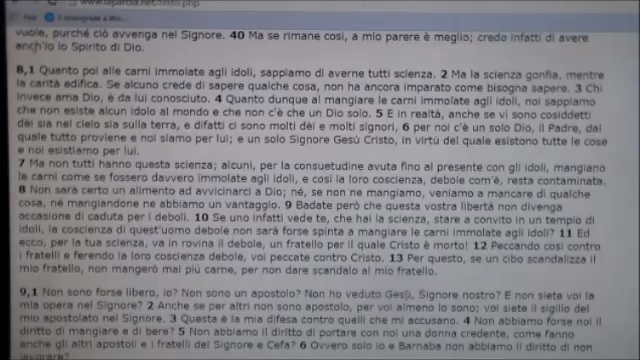 www.laparola.net/testo.php
vuole, purché ciò avvenga nel Signore. 40 Ma se rimane così, a mio parere è meglio; credo infatti di avere
anch'io lo Spirito di Dio.
8,1 Quanto poi alle carni immolate agli idoli, sappiamo di averne tutti scienza. 2 Ma la scienza gonfia, mentre
la carità edifica. Se alcuno crede di sapere qualche cosa, non ha ancora imparato come bisogna sapere. 3 Chi
invece ama Dio, è da lui conosciuto. 4 Quanto dunque al mangiare le carni immolate agli idoli, noi sappiamo
che non esiste alcun idolo al mondo e che non c'è che un Dio solo. 5 E in realtà, anche se vi sono cosiddetti
dèi sia nel cielo sia sulla terra, e difatti ci sono molti dèi e molti signori, 6 per noi c'è un solo Dio, il Padre, dal
quale tutto proviene e noi siamo per lui; e un solo Signore Gesù Cristo, in virtù del quale esistono tutte le cose
e noi esistiamo per lui.
7 Ma non tutti hanno questa scienza; alcuni, per la consuetudine avuta fino al presente con gli idoli, mangiano
le carni come se fossero davvero immolate agli idoli, e così la loro coscienza, debole com'è, resta contaminata.
8 Non sarà certo un alimento ad avvicinarci a Dio; né, se non ne mangiamo, veniamo a mancare di qualche
cosa, né mangiandone ne abbiamo un vantaggio. 9 Badate però che questa vostra libertà non divenga
occasione di caduta per i deboli. 10 Se uno infatti vede te, che hai la scienza, stare a convito in un tempio di
idoli, la coscienza di quest'uomo debole non sarà forse spinta a mangiare le carni immolate agli idoli? 11 Ed
ecco, per la tua scienza, va in rovina il debole, un fratello per il quale Cristo è morto! 12 Peccando così contro
i fratelli e ferendo la loro coscienza debole, voi peccate contro Cristo. 13 Per questo, se un cibo scandalizza il
mio fratello, non mangerò mai più carne, per non dare scandalo al mio fratello.
9,1 Non sono forse libero, io? Non sono un apostolo? Non ho veduto Gesù, Signore nostro? E non siete voi la
mia opera nel Signore? 2 Anche se per altri non sono apostolo, per voi almeno lo sono; voi siete il sigillo del
mio apostolato nel Signore. 3 Questa è la mia difesa contro quelli che mi accusano. 4 Non abbiamo forse noi il
diritto di mangiare e di bere? 5 Non abbiamo il diritto di portare con noi una donna credente, come fanno
anche gli altri apostoli e i fratelli del Signore e Cefa? 6 Ovvero solo io e Barnaba non abbiamo il diritto di non
lavorare?